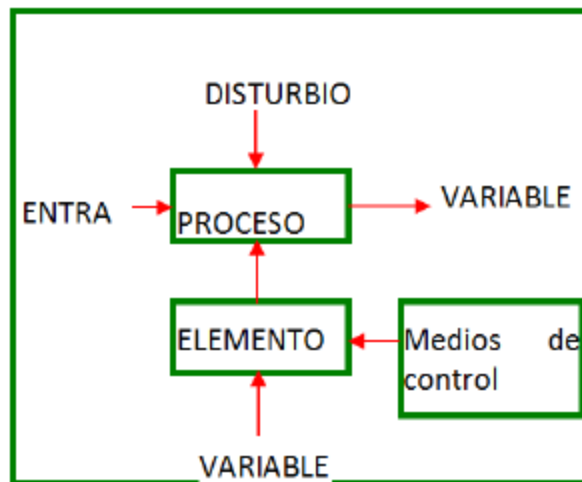 DISTURBIO
ENTRA
PROCESO
VARIABLE
ELEMENTO
Medios de
control
VARIABLE